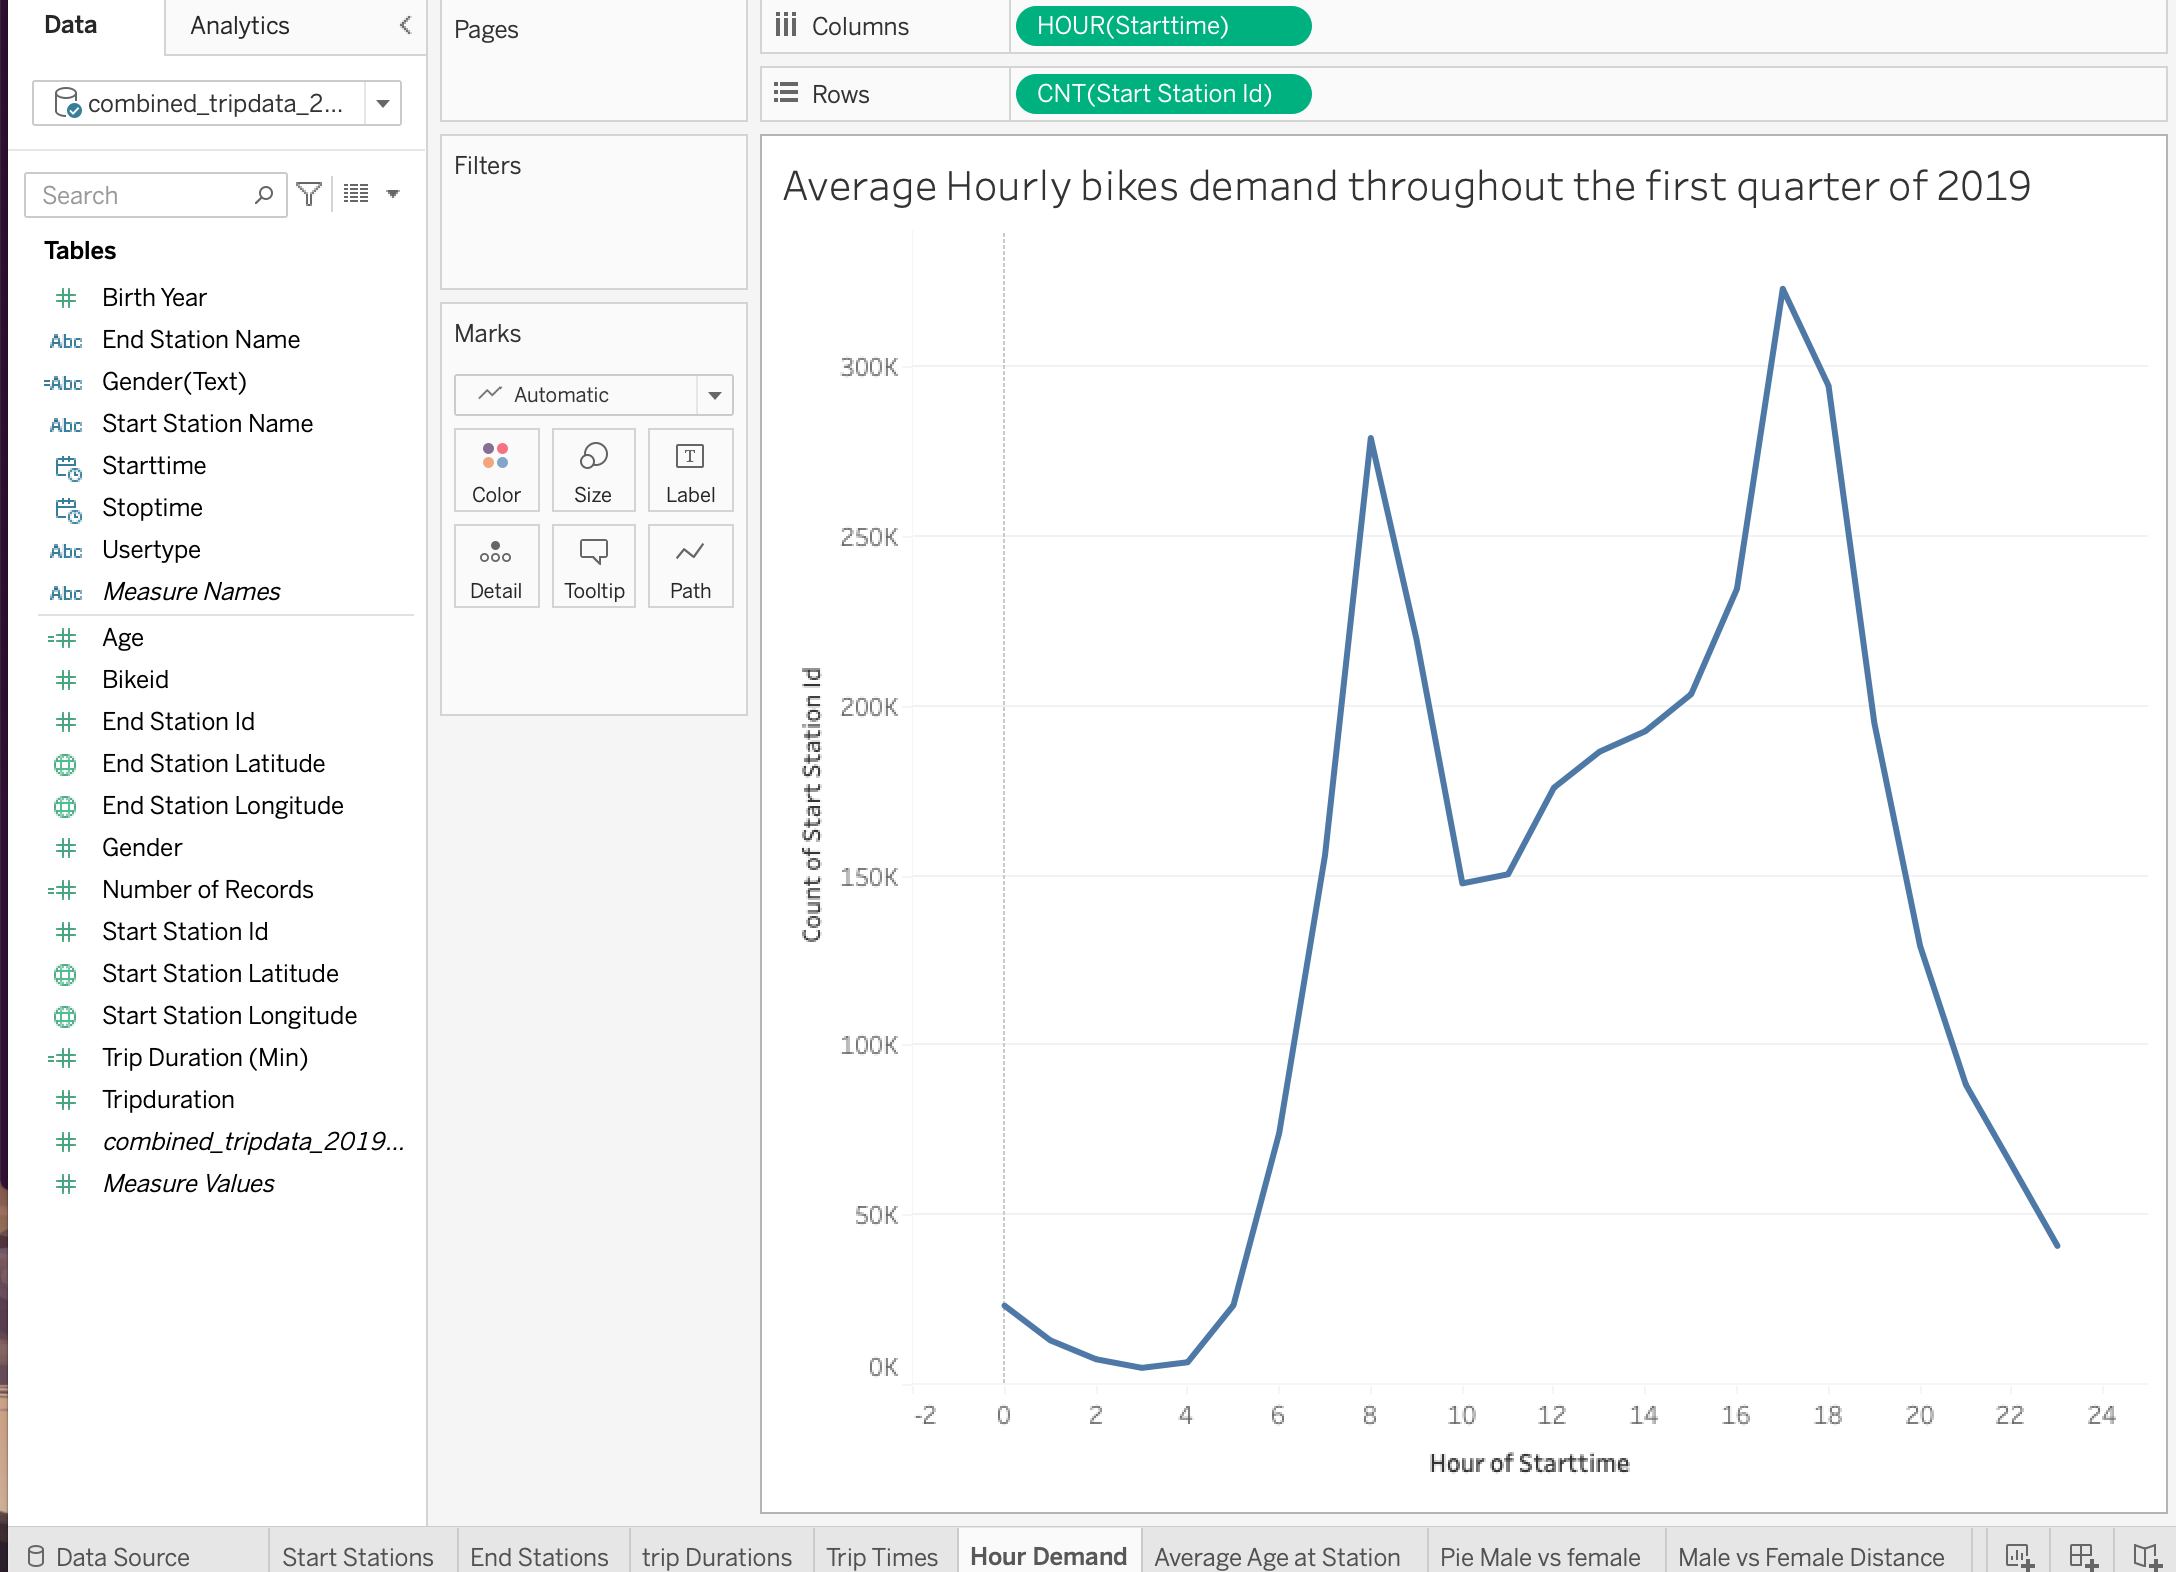 Data
Analytics
combined_tripdata_2...
Search
Tables
Birth Year
Abc End Station Name
=Abc Gender(Text)
Abc Start Station Name
Starttime
Stoptime
Abc Usertype
Abc Measure Names
Age
Bikeid
End Station Id
End Station Latitude
End Station Longitude
Gender
Number of Records
Start Station Id
Start Station Latitude
Start Station Longitude
Trip Duration (Min)
Tripduration
combined_tripdata_2019...
Measure Values
Pages
Filters
Marks
Automatic
Color
Size
T
Label
Detail
Tooltip
Path
Columns
HOUR(Starttime)
Rows
CNT(Start Station Id)
Average Hourly bikes demand throughout the first quarter of 2019
Count of Start Station Id
300K
250K
200K
150K
100K
50K
0K
-2 0 2 4 6 8 10 12 14 16 18 20 22 24
Hour of Starttime
Data Source
Start Stations
End Stations
trip Durations
Trip Times
Hour Demand
Average Age at Station
Pie Male vs female
Male vs Female Distance